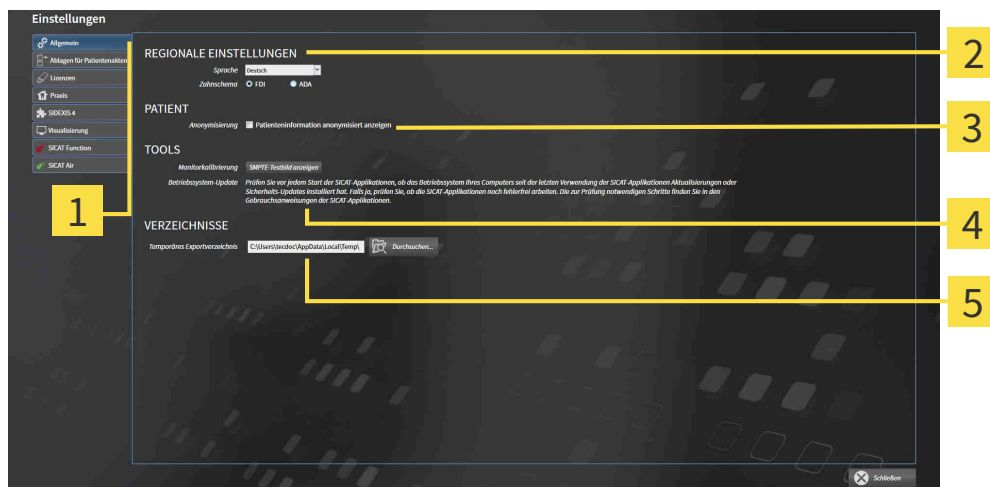 Einstellungen
Allgemein
Ablagen für Patientenakten
Lizenzen
Praxis
SIDEXIS 4
Visualisierung
SICAT Function
SICAT Air
1
REGIONALE EINSTELLUNGEN
Sprache Deutsch
Zahnschema FDI ADA
2
PATIENT
Anonymisierung Patienteninformation anonymisiert anzeigen
3
TOOLS
Monitorkalibrierung SMPTE-Testbild anzeigen
Betriebssystem-Update Prüfen Sie vor jedem Start der SICAT-Applikationen, ob das Betriebssystem Ihres Computers seit der letzten Verwendung der SICAT-Applikationen Aktualisierungen oder
Sicherheits-Updates installiert hat. Falls ja, prüfen Sie, ob die SICAT-Applikationen noch fehlerfrei arbeiten. Die zur Prüfung notwendigen Schritte finden Sie in den
Gebrauchsanweisungen der SICAT-Applikationen.
4
VERZEICHNISSE
Temporäres Exportverzeichnis C:\Users\tecdoc\AppData\Local\Temp\ Durchsuchen...
5
Schließen